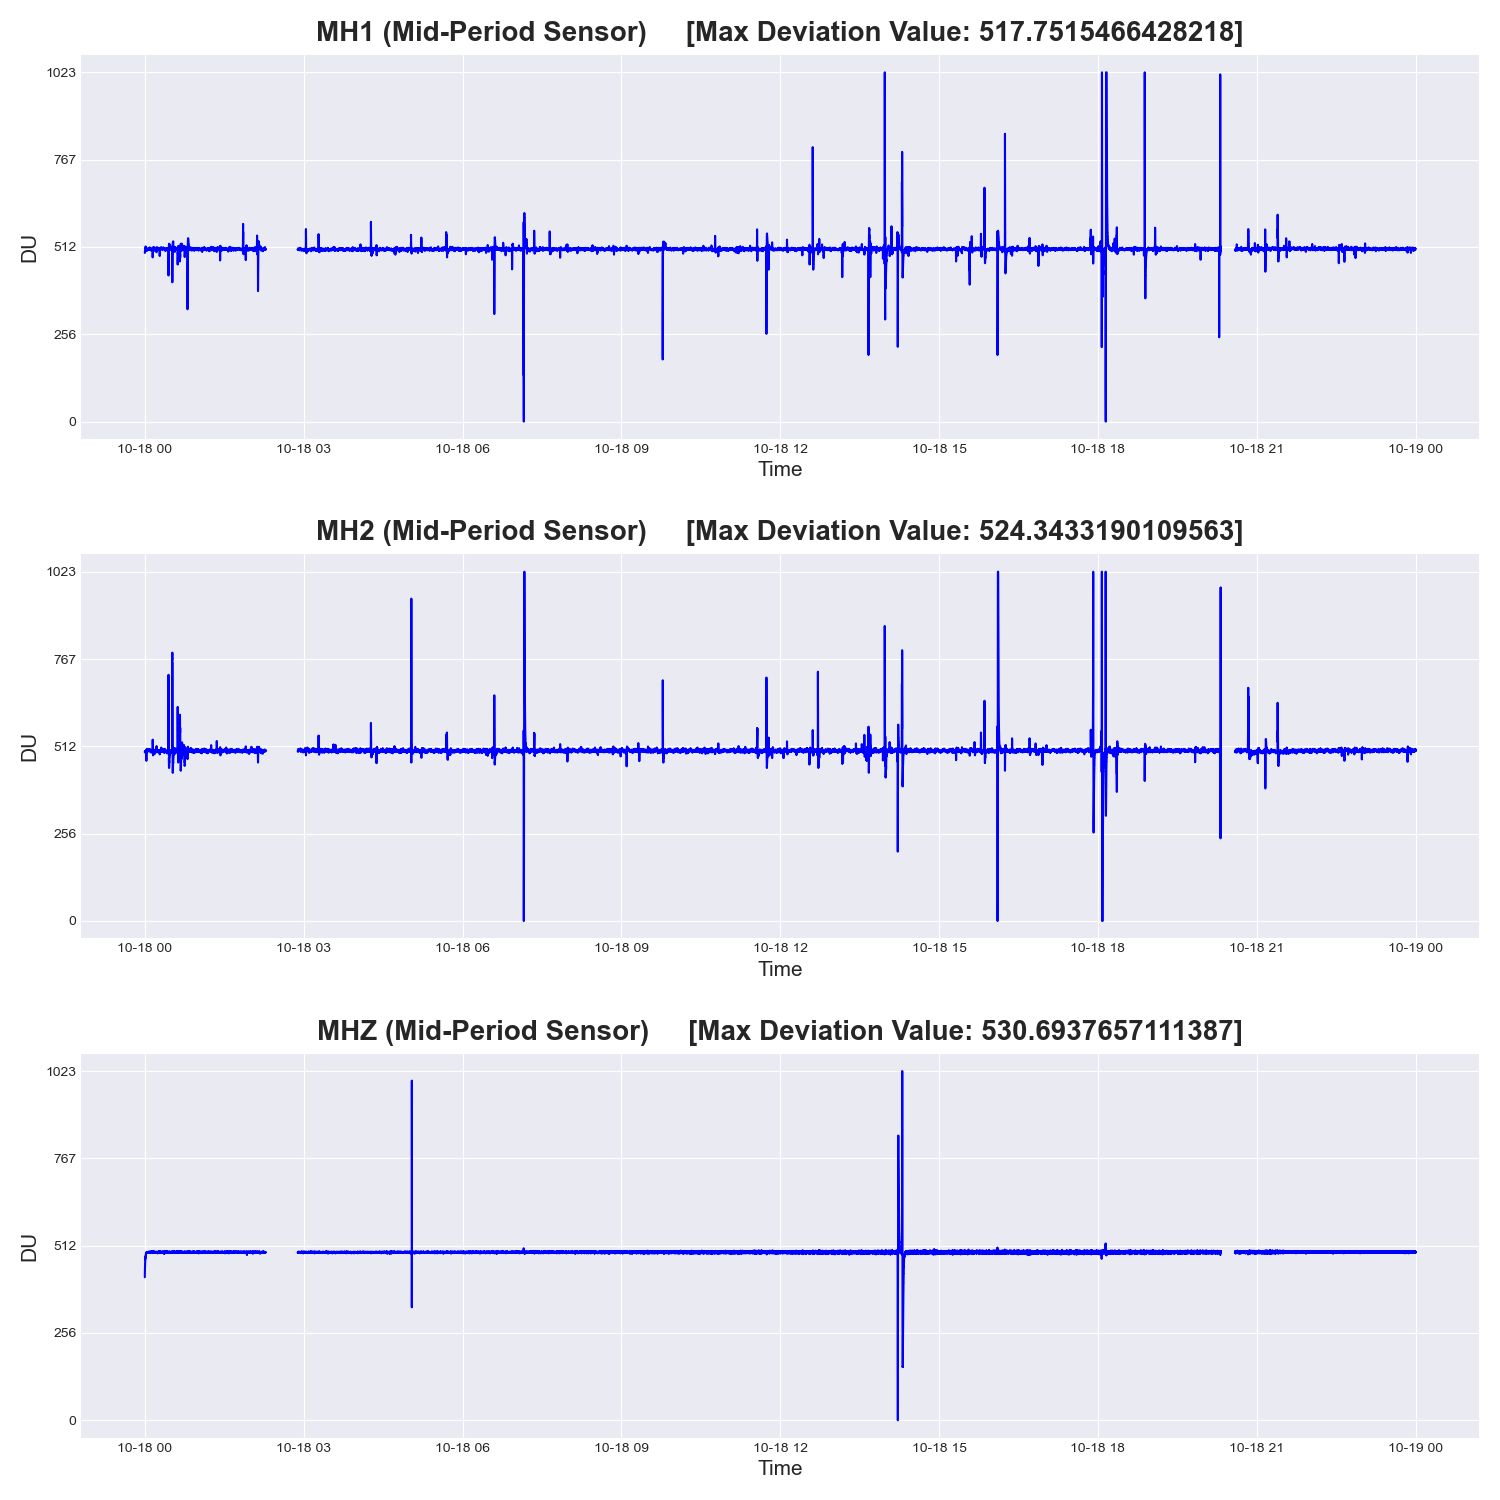 MH1 (Mid-Period Sensor) [Max Deviation Value: 517.7515466428218]
1023
767
512
256
0
DU
10-18 00 10-18 03 10-18 06 10-18 09 10-18 12 10-18 15 10-18 18 10-18 21 10-19 00
Time
MH2 (Mid-Period Sensor) [Max Deviation Value: 524.3433190109563]
1023
767
512
256
0
DU
10-18 00 10-18 03 10-18 06 10-18 09 10-18 12 10-18 15 10-18 18 10-18 21 10-19 00
Time
MHZ (Mid-Period Sensor) [Max Deviation Value: 530.6937657111387]
1023
767
512
256
0
DU
10-18 00 10-18 03 10-18 06 10-18 09 10-18 12 10-18 15 10-18 18 10-18 21 10-19 00
Time